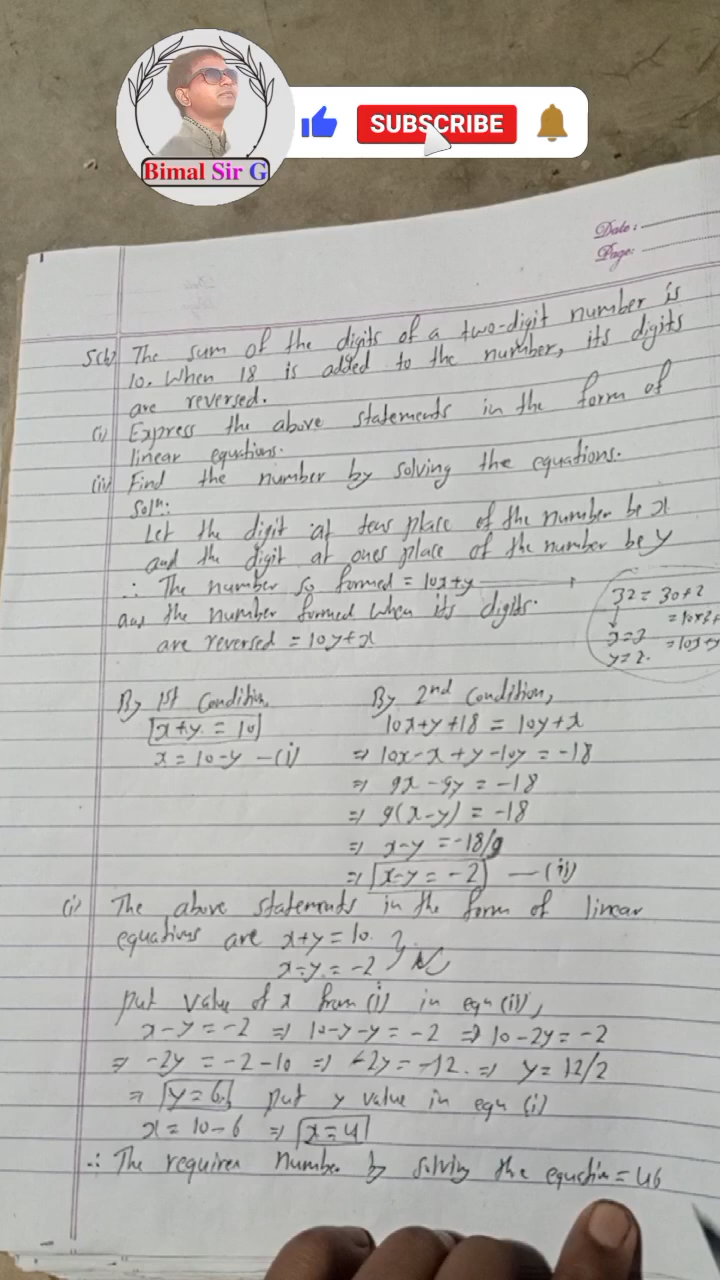 SUBSCRIBE
Bimal Sir G
Date:
Page:
5(b) The sum of the digits of a two-digit number is
10. When 18 is added to the number, its digits
are reversed.
(i) Express the above statements in the form of
linear equations.
(ii) Find the number by solving the equations.
Solⁿ:
Let the digit at tens place of the number be x
and the digit at ones place of the number be y
∴ The number so formed = 10x+y
and the number formed when its digits
are reversed = 10y+x
32 = 30+2
= 10×3+
x=3 = 10x+y
y=2.
By 1st Condition,
x+y = 10
x = 10-y —(i)
By 2nd Condition,
10x+y+18 = 10y+x
⇒ 10x-x+y-10y = -18
⇒ 9x-9y = -18
⇒ 9(x-y) = -18
⇒ x-y = -18/9
⇒ x-y = -2 —(ii)
(i) The above statements in the form of linear
equations are x+y=10.
x-y = -2
put value of x from (i) in eqn (ii),
x-y = -2 ⇒ 10-y-y = -2 ⇒ 10-2y = -2
⇒ -2y = -2-10 ⇒ -2y = -12. ⇒ y = 12/2
⇒ y=6 put y value in eqn (i)
x = 10-6 ⇒ x=4
∴ The required number by solving the equation = 46